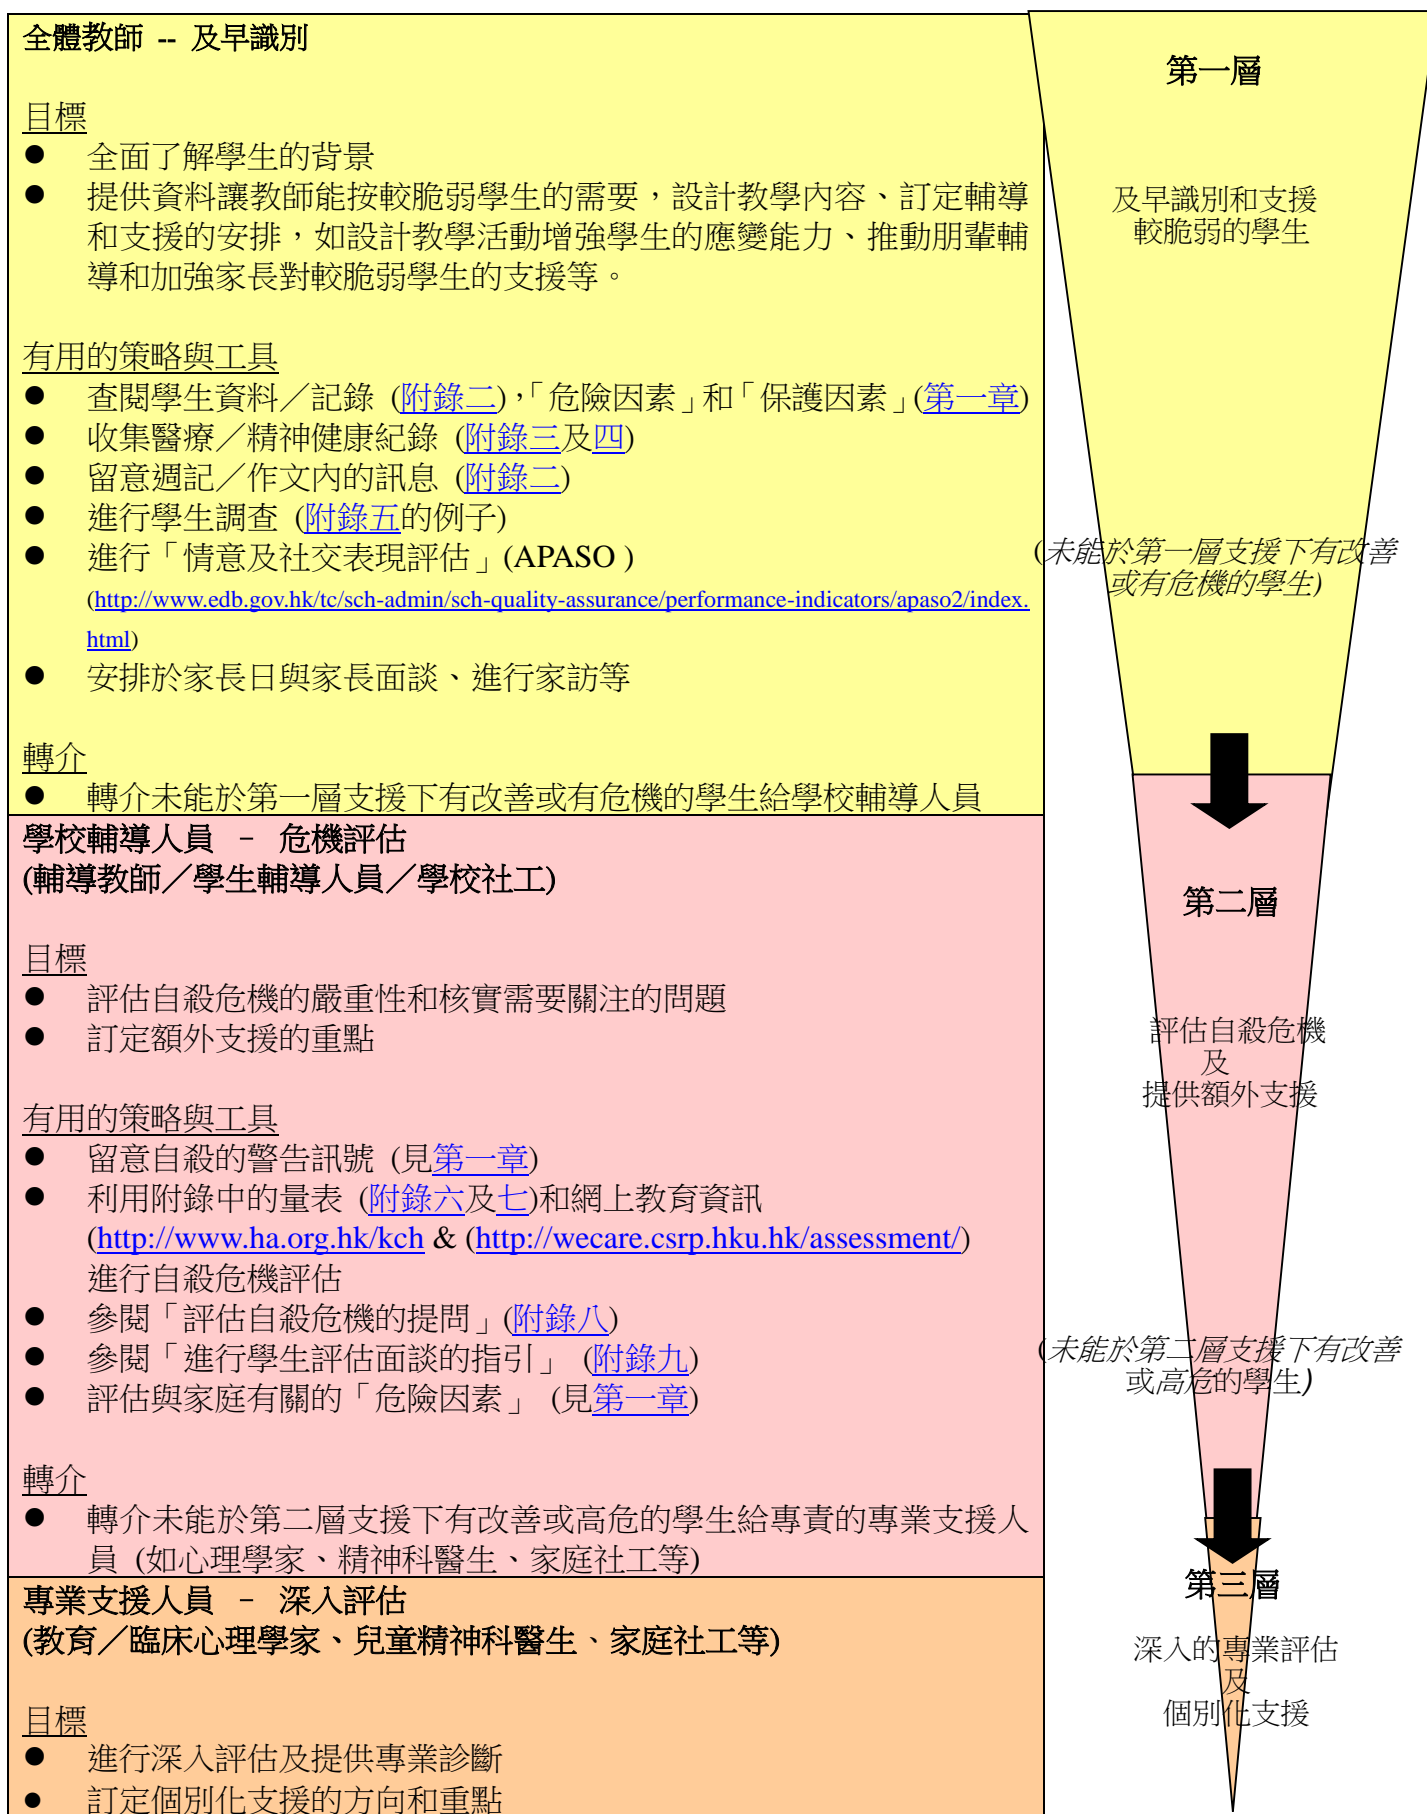 全體教師 -- 及早識別
目標
● 全面了解學生的背景
● 提供資料讓教師能按較脆弱學生的需要，設計教學內容、訂定輔導
和支援的安排，如設計教學活動增強學生的應變能力、推動朋輩輔
導和加強家長對較脆弱學生的支援等。
有用的策略與工具
● 查閱學生資料／記錄 (附錄二)，「危險因素」和「保護因素」(第一章)
● 收集醫療／精神健康紀錄 (附錄三及四)
● 留意週記／作文內的訊息 (附錄二)
● 進行學生調查 (附錄五的例子)
● 進行「情意及社交表現評估」(APASO )
(http://www.edb.gov.hk/tc/sch-admin/sch-quality-assurance/performance-indicators/apaso2/index.
html)
● 安排於家長日與家長面談、進行家訪等
轉介
● 轉介未能於第一層支援下有改善或有危機的學生給學校輔導人員
學校輔導人員 – 危機評估
(輔導教師／學生輔導人員／學校社工)
目標
● 評估自殺危機的嚴重性和核實需要關注的問題
● 訂定額外支援的重點
有用的策略與工具
● 留意自殺的警告訊號 (見第一章)
● 利用附錄中的量表 (附錄六及七)和網上教育資訊
(http://www.ha.org.hk/kch & (http://wecare.csrp.hku.hk/assessment/)
進行自殺危機評估
● 參閱「評估自殺危機的提問」(附錄八)
● 參閱「進行學生評估面談的指引」 (附錄九)
● 評估與家庭有關的「危險因素」 (見第一章)
轉介
● 轉介未能於第二層支援下有改善或高危的學生給專責的專業支援人
員 (如心理學家、精神科醫生、家庭社工等)
專業支援人員 – 深入評估
(教育／臨床心理學家、兒童精神科醫生、家庭社工等)
目標
● 進行深入評估及提供專業診斷
● 訂定個別化支援的方向和重點
第一層
及早識別和支援
較脆弱的學生
(未能於第一層支援下有改善
或有危機的學生)
第二層
評估自殺危機
及
提供額外支援
(未能於第二層支援下有改善
或高危的學生)
第三層
深入的專業評估
及
個別化支援